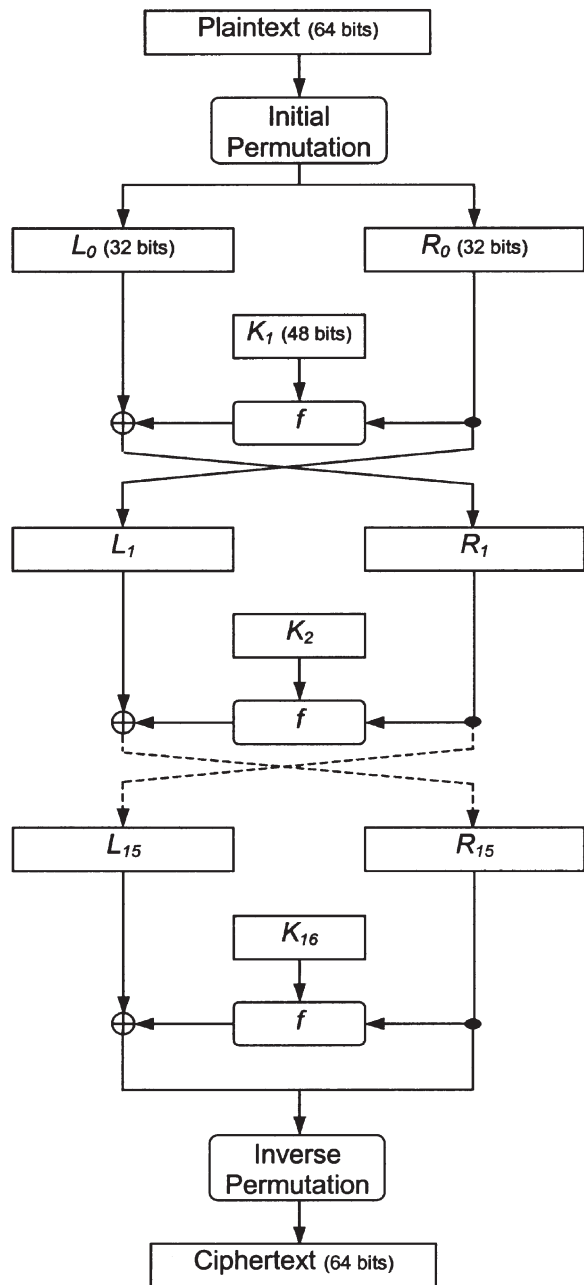 Plaintext (64 bits)
Initial
Permutation
L0 (32 bits)
R0 (32 bits)
K1 (48 bits)
f
L1
R1
K2
f
L15
R15
K16
f
Inverse
Permutation
Ciphertext (64 bits)